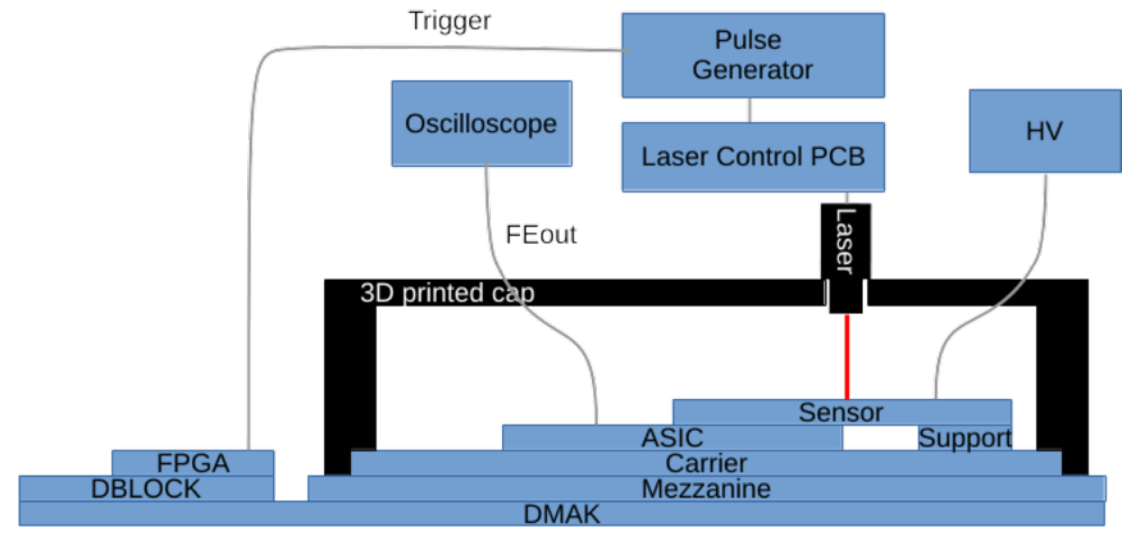 Trigger
Pulse
Generator
Oscilloscope
HV
Laser Control PCB
Laser
FEout
3D printed cap
Sensor
ASIC
Support
FPGA
Carrier
DBLOCK
Mezzanine
DMAK